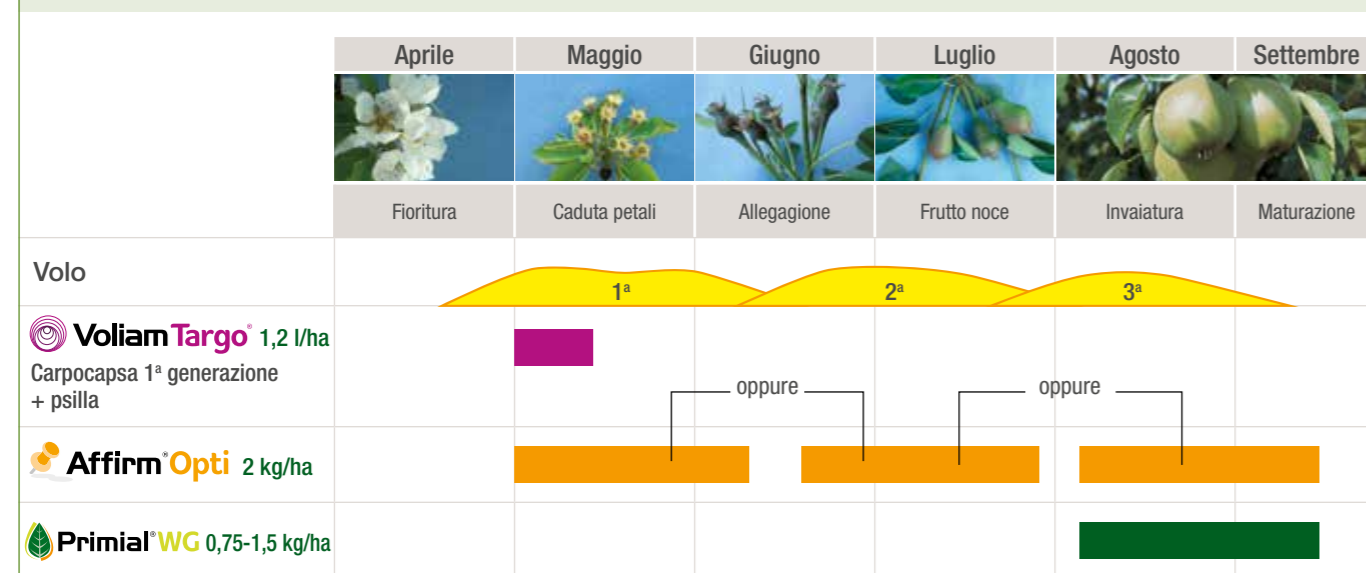 Aprile Maggio Giugno Luglio Agosto Settembre
Fioritura Caduta petali Allegagione Frutto noce Invaiatura Maturazione
Volo 1ª 2ª 3ª
Voliam Targo® 1,2 l/ha
Carpocapsa 1ª generazione
+ psilla
oppure oppure
Affirm® Opti 2 kg/ha
Primial® WG 0,75-1,5 kg/ha